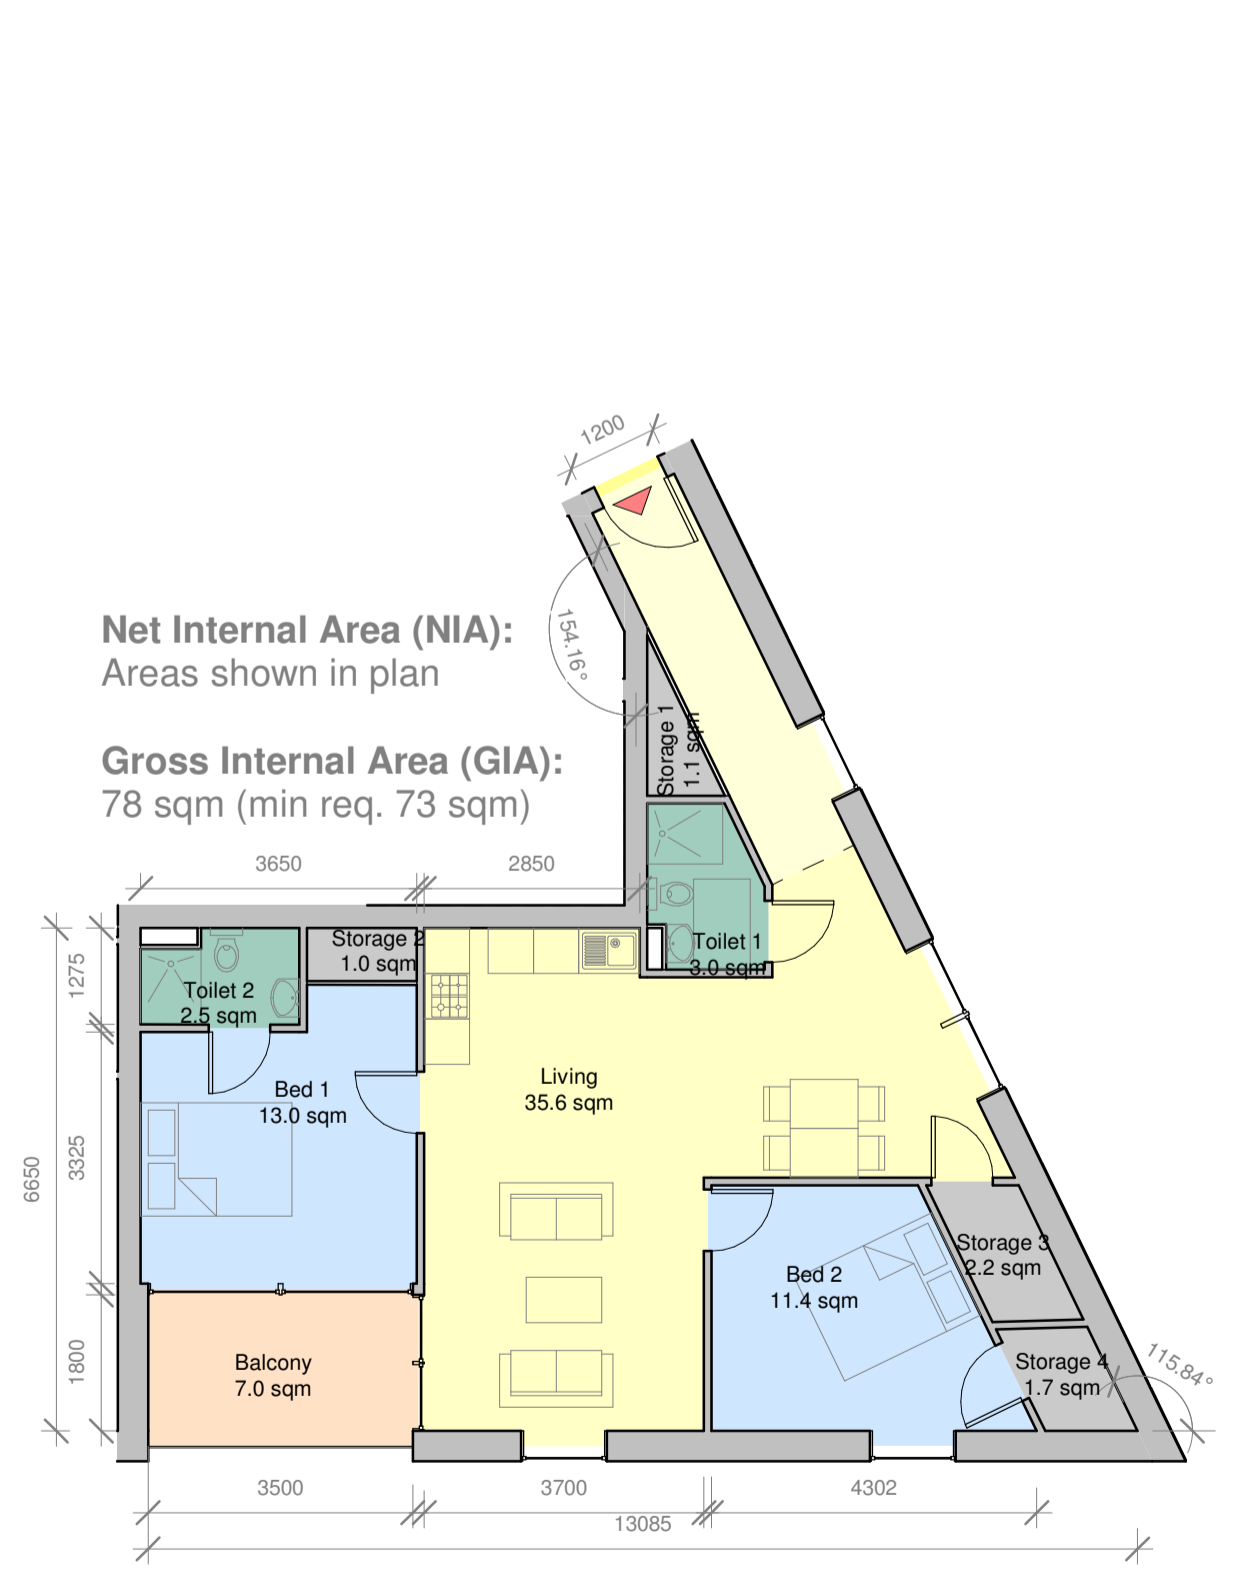 1200
154.16°
Net Internal Area (NIA):
Areas shown in plan
Gross Internal Area (GIA):
78 sqm (min req. 73 sqm)
Storage 1
1.1 sqm
3650
2850
Storage 2
1.0 sqm
Toilet 1
3.0 sqm
Toilet 2
2.5 sqm
1275
Living
35.6 sqm
Bed 1
13.0 sqm
3325
6650
Storage 3
2.2 sqm
Bed 2
11.4 sqm
1800
Balcony
7.0 sqm
Storage 4
1.7 sqm
115.84°
3500
3700
4302
13085